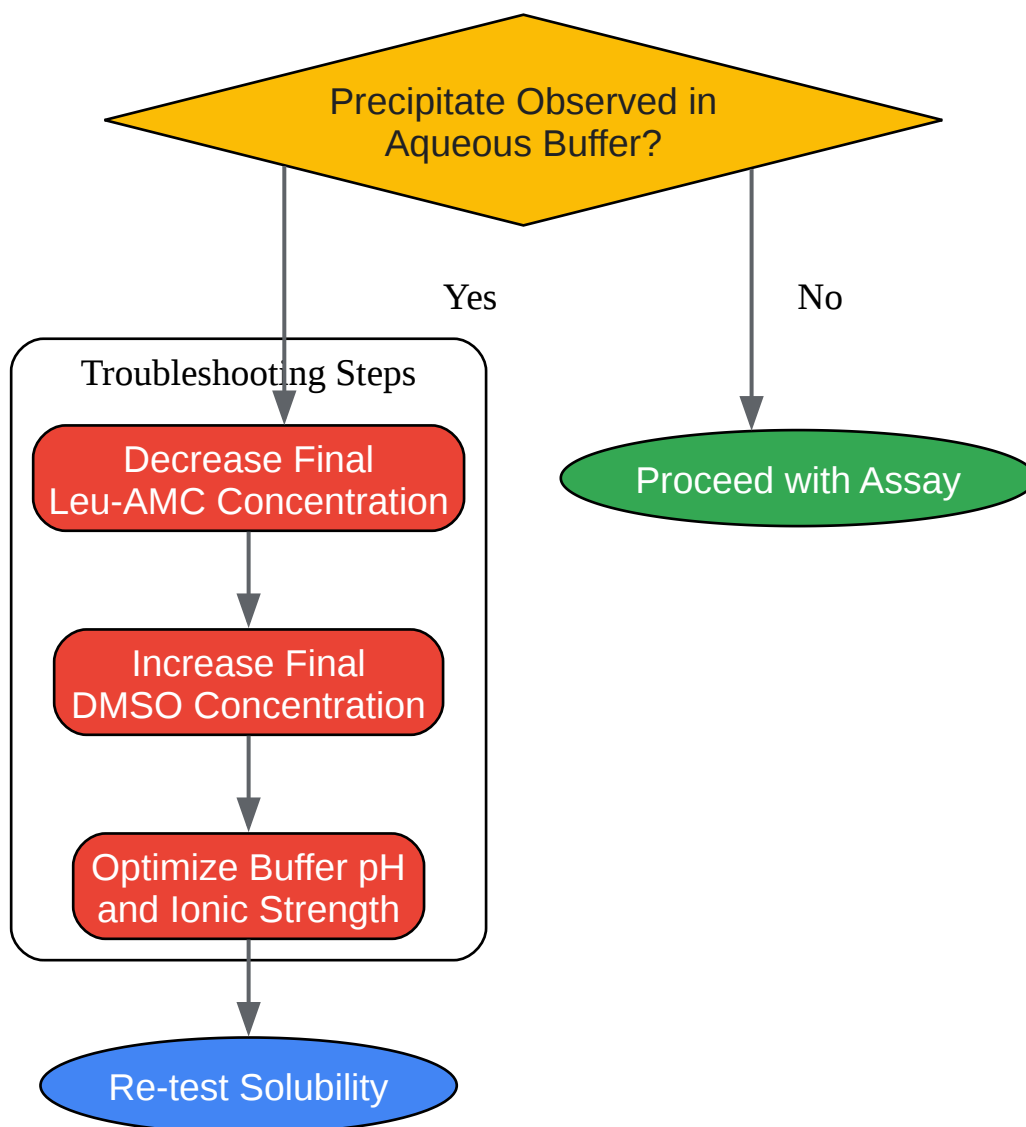 Precipitate Observed in
Aqueous Buffer?
Yes
No
Troubleshooting Steps
Decrease Final
Leu-AMC Concentration
Proceed with Assay
Increase Final
DMSO Concentration
Optimize Buffer pH
and Ionic Strength
Re-test Solubility